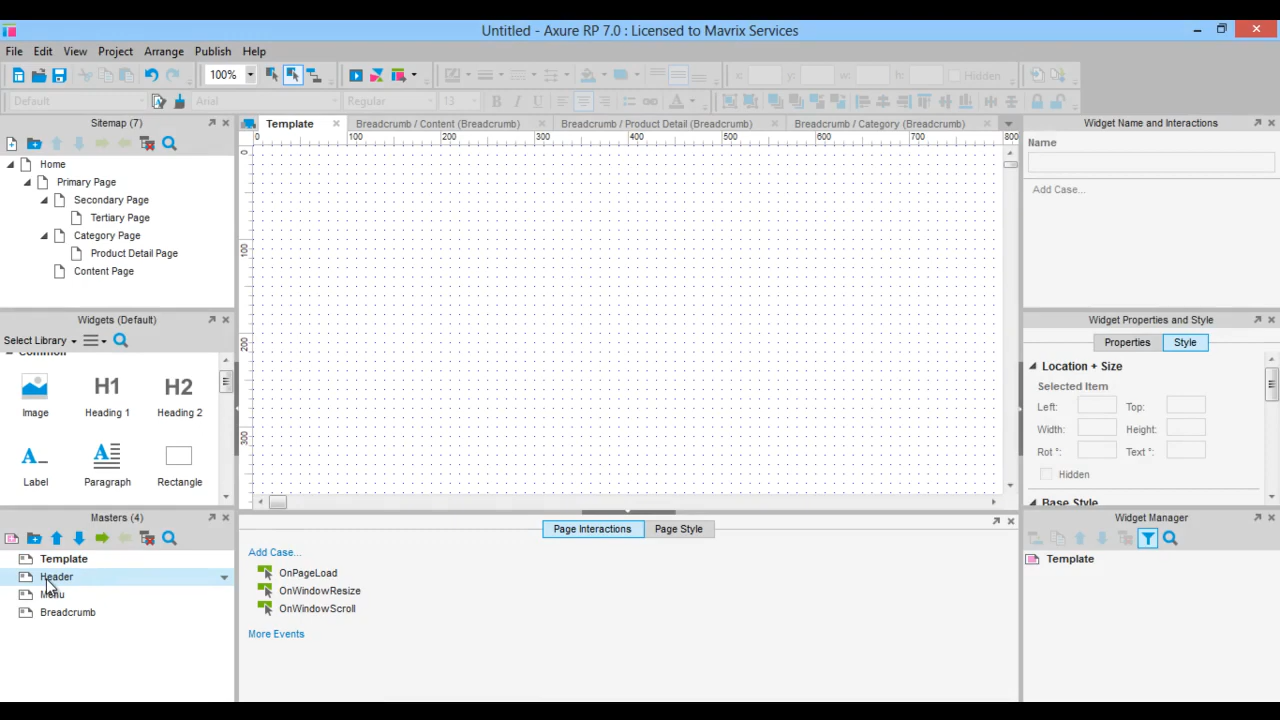 Untitled - Axure RP 7.0 : Licensed to Mavrix Services
File Edit View Project Arrange Publish Help
100% Hidden
Default Arial Regular 13
Sitemap (7)
Home
Primary Page
Secondary Page
Tertiary Page
Category Page
Product Detail Page
Content Page
Widgets (Default)
Select Library
Common
H1 H2
Image Heading 1 Heading 2
Label Paragraph Rectangle
Masters (4)
Template
Header
Menu
Breadcrumb
Template Breadcrumb / Content (Breadcrumb) Breadcrumb / Product Detail (Breadcrumb) Breadcrumb / Category (Breadcrumb)
0 100 200 300 400 500 600 700 800
0
100
200
300
Page Interactions Page Style
Add Case...
OnPageLoad
OnWindowResize
OnWindowScroll
More Events
Widget Name and Interactions
Name
Add Case...
Widget Properties and Style
Properties Style
Location + Size
Selected Item
Left: Top:
Width: Height:
Rot °: Text °:
Hidden
Base Style
Widget Manager
Template